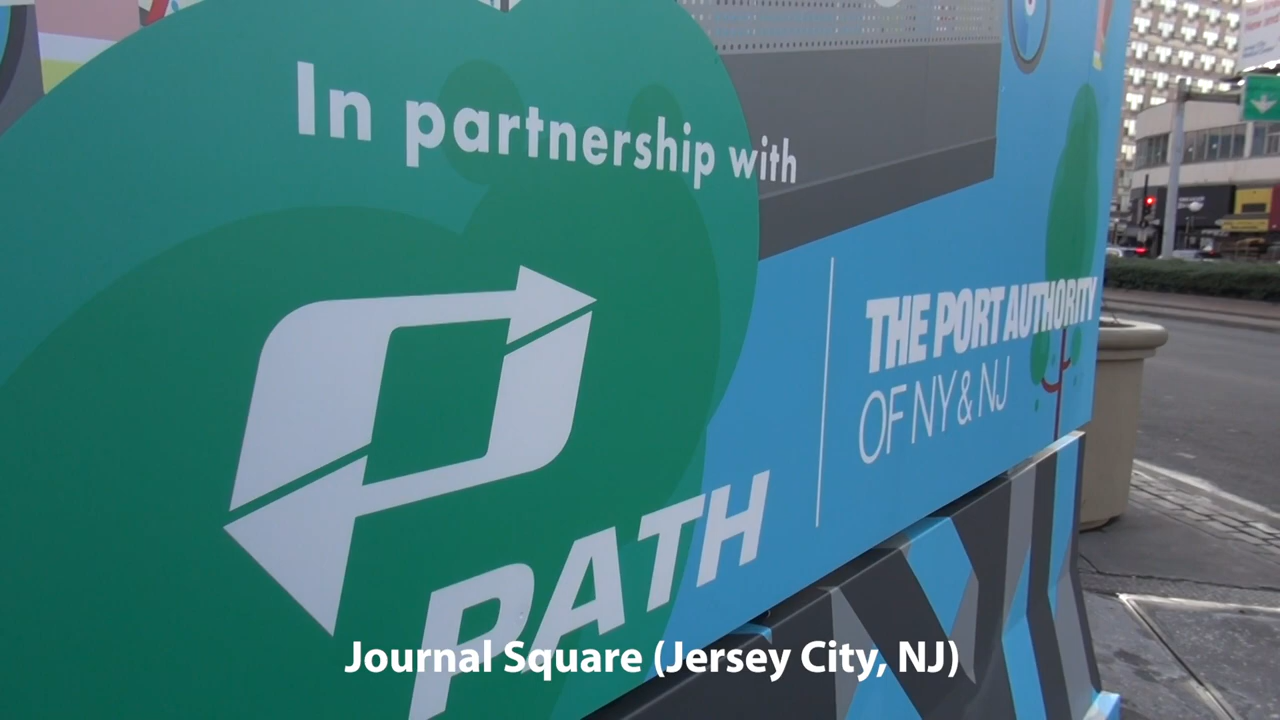 In partnership with
THE PORT AUTHORITY
OF NY & NJ
PATH
Journal Square (Jersey City, NJ)